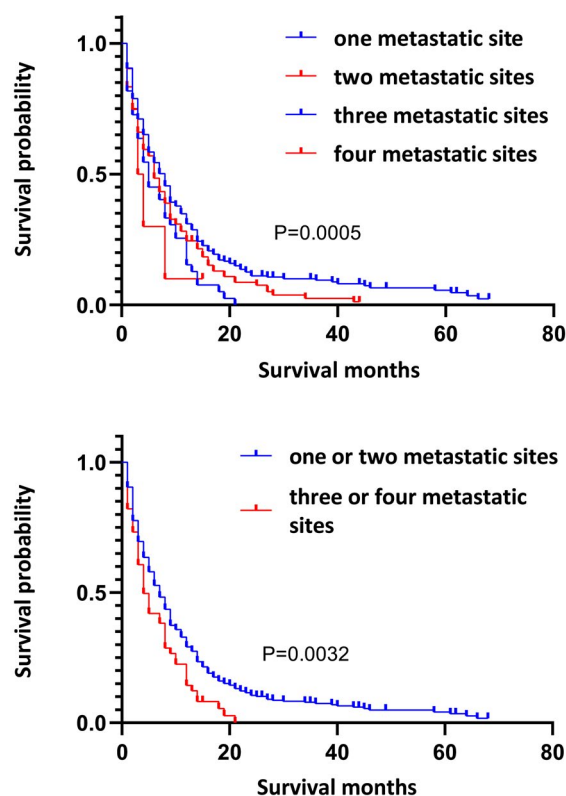 one metastatic site
two metastatic sites
three metastatic sites
four metastatic sites
Survival probability
1.0
0.5
0.0
P=0.0005
0
20
40
60
80
Survival months
one or two metastatic sites
three or four metastatic
sites
Survival probability
1.0
0.5
0.0
P=0.0032
0
20
40
60
80
Survival months